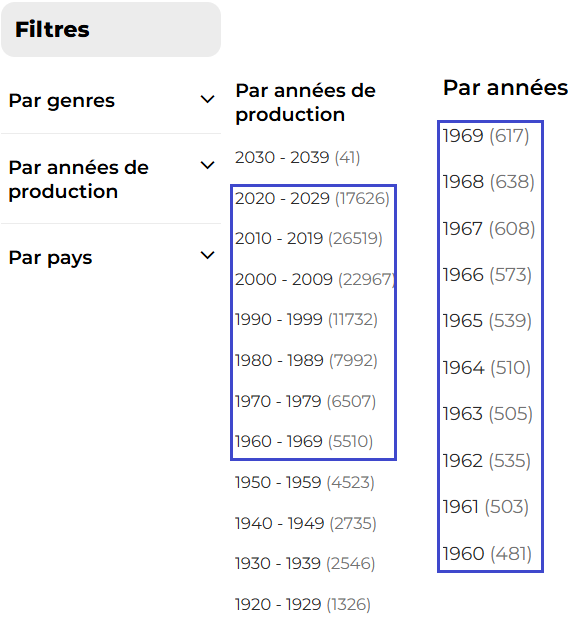 Filtres
Par genres
Par années de
production
Par pays
Par années de
production
2030 - 2039 (41)
2020 - 2029 (17626)
2010 - 2019 (26519)
2000 - 2009 (22967)
1990 - 1999 (11732)
1980 - 1989 (7992)
1970 - 1979 (6507)
1960 - 1969 (5510)
1950 - 1959 (4523)
1940 - 1949 (2735)
1930 - 1939 (2546)
1920 - 1929 (1326)
Par années
1969 (617)
1968 (638)
1967 (608)
1966 (573)
1965 (539)
1964 (510)
1963 (505)
1962 (535)
1961 (503)
1960 (481)